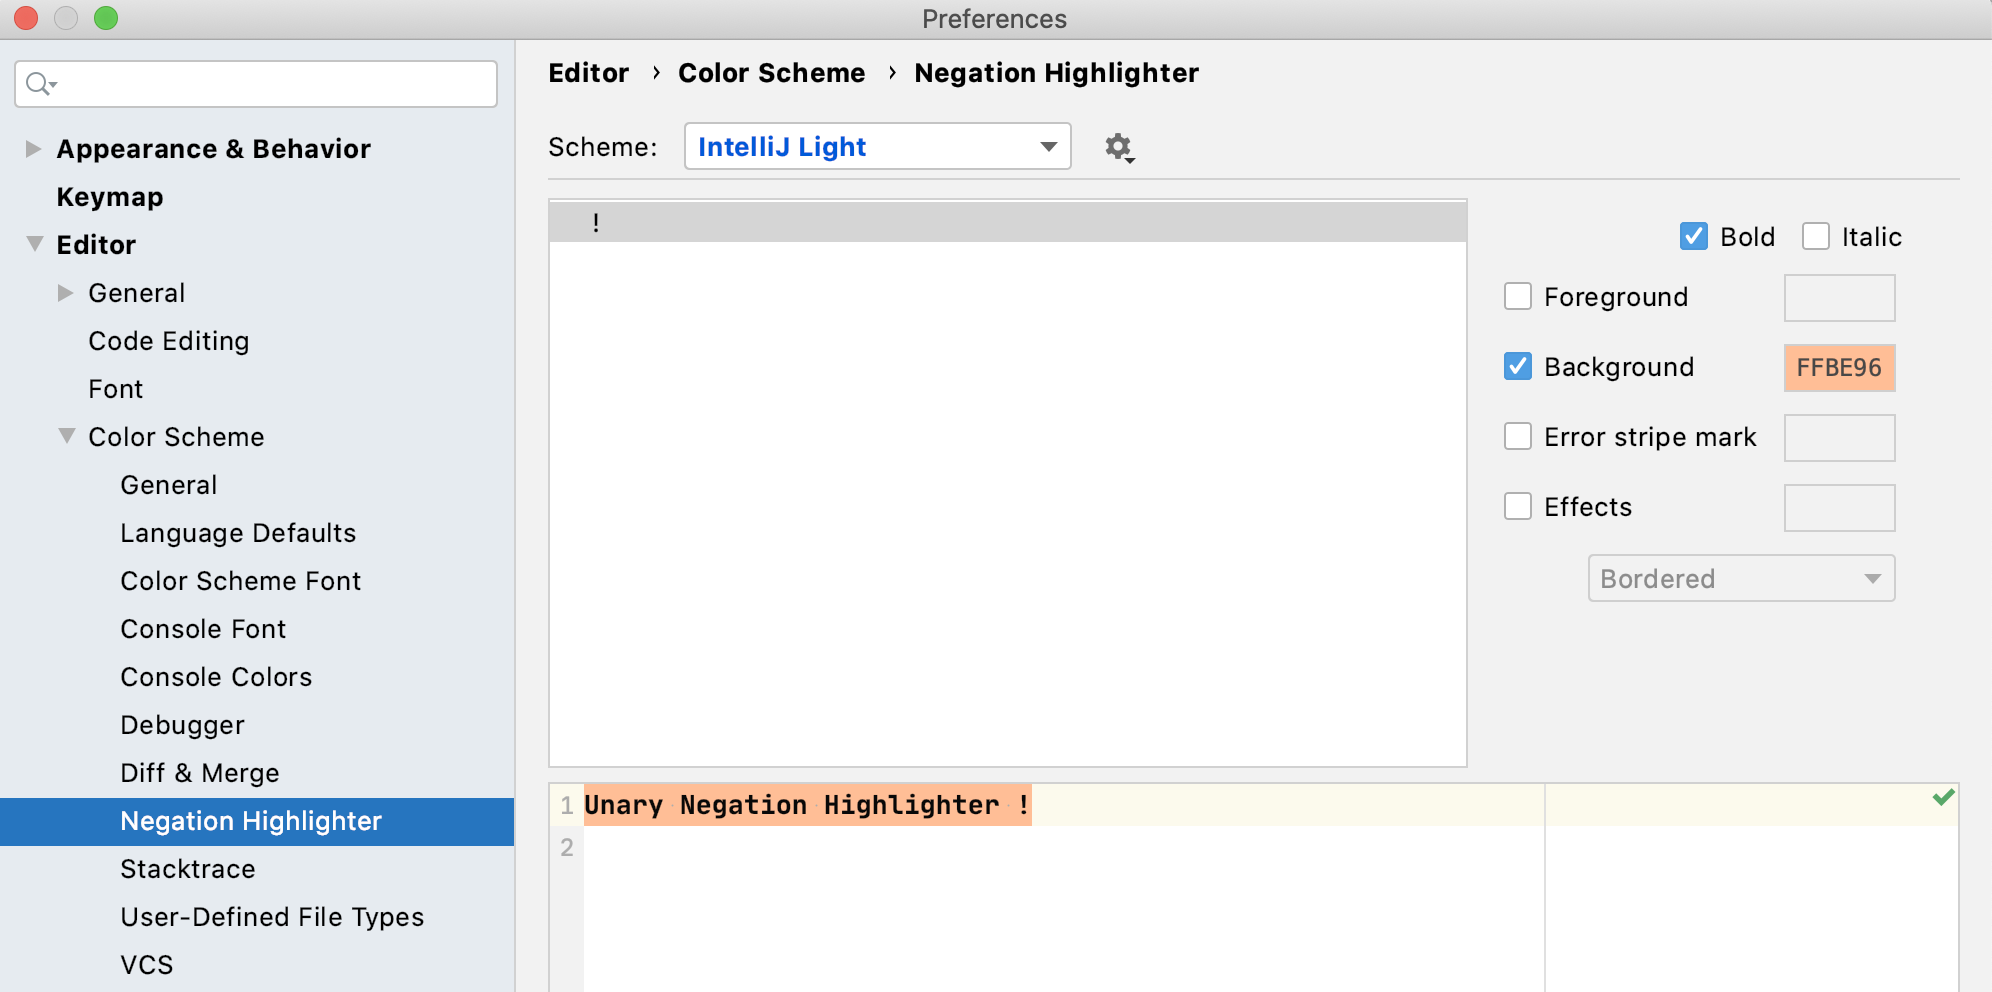 Preferences
Appearance & Behavior
Keymap
Editor
General
Code Editing
Font
Color Scheme
General
Language Defaults
Color Scheme Font
Console Font
Console Colors
Debugger
Diff & Merge
Negation Highlighter
Stacktrace
User-Defined File Types
VCS
Editor › Color Scheme › Negation Highlighter
Scheme: IntelliJ Light
!
Bold Italic
Foreground
Background FFBE96
Error stripe mark
Effects
Bordered
1 Unary Negation Highlighter !
2